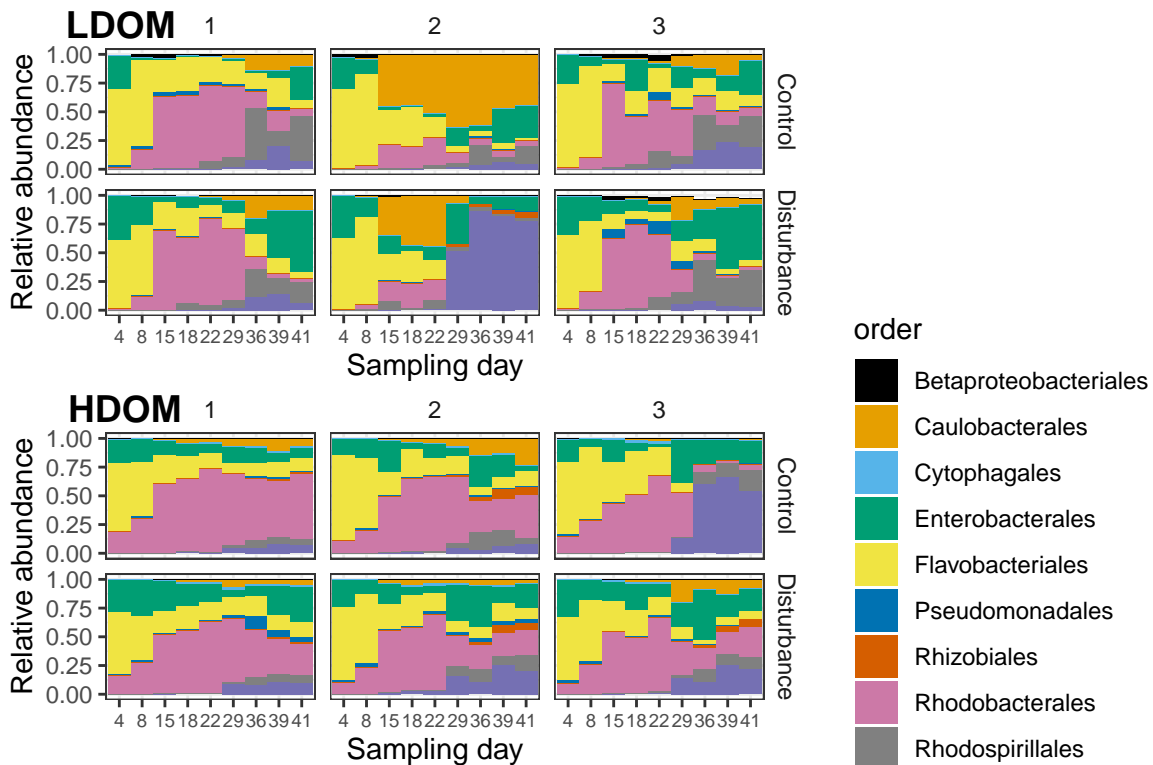 LDOM 1 2 3
Relative abundance
1.00
0.75
0.50
0.25
0.00
Control
1.00
0.75
0.50
0.25
0.00
Disturbance
4 8 15 18 22 29 36 39 41 4 8 15 18 22 29 36 39 41 4 8 15 18 22 29 36 39 41
Sampling day
HDOM 1 2 3
Relative abundance
1.00
0.75
0.50
0.25
0.00
Control
1.00
0.75
0.50
0.25
0.00
Disturbance
4 8 15 18 22 29 36 39 41 4 8 15 18 22 29 36 39 41 4 8 15 18 22 29 36 39 41
Sampling day
order
Betaproteobacteriales
Caulobacterales
Cytophagales
Enterobacterales
Flavobacteriales
Pseudomonadales
Rhizobiales
Rhodobacterales
Rhodospirillales